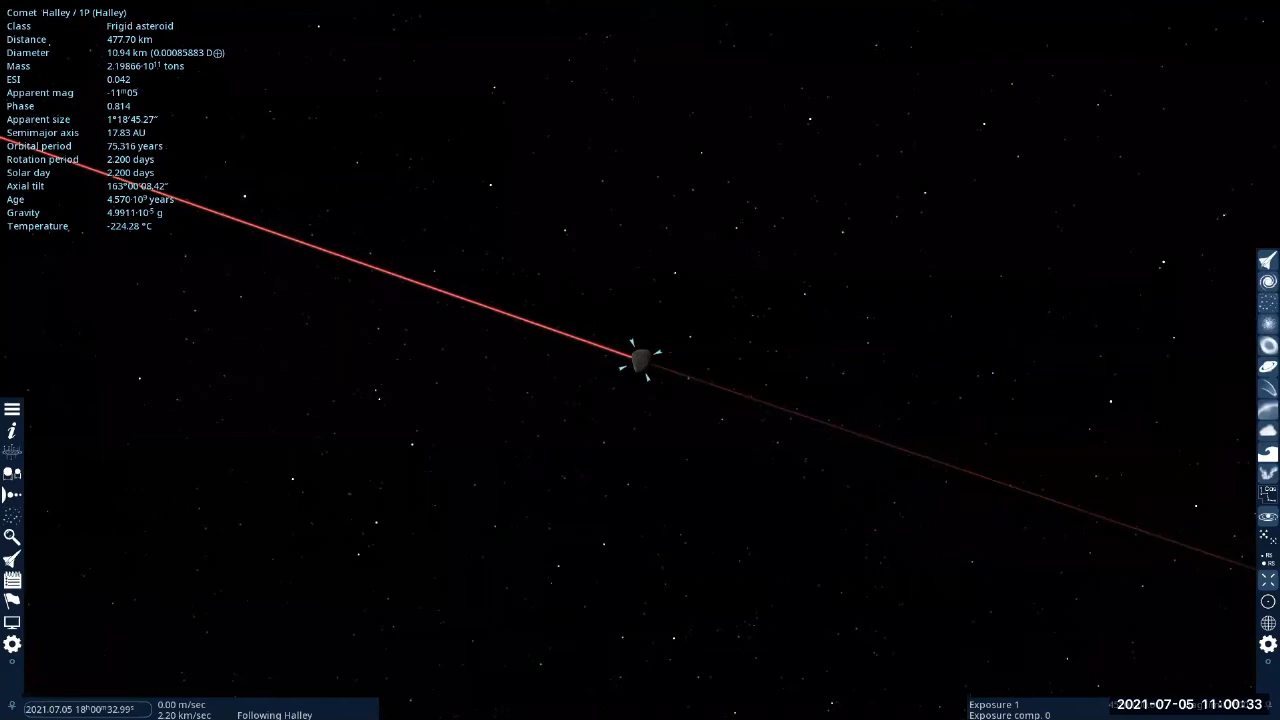 Comet Halley / 1P (Halley)
Class Frigid asteroid
Distance 477.70 km
Diameter 10.94 km (0.00085883 D⊕)
Mass 2.19866·10¹¹ tons
ESI 0.042
Apparent mag -11ᵐ05
Phase 0.814
Apparent size 1°18′45.27″
Semimajor axis 17.83 AU
Orbital period 75.316 years
Rotation period 2.200 days
Solar day 2.200 days
Axial tilt 163°00′08.42″
Age 4.570·10⁹ years
Gravity 4.9911·10⁻⁵ g
Temperature -224.28 °C
Gas
RS
RS
2021.07.05 18ʰ00ᵐ32.99ˢ
0.00 m/sec
2.20 km/sec Following Halley
Exposure 1
Exposure comp. 0
2021-07-05 11:00:33